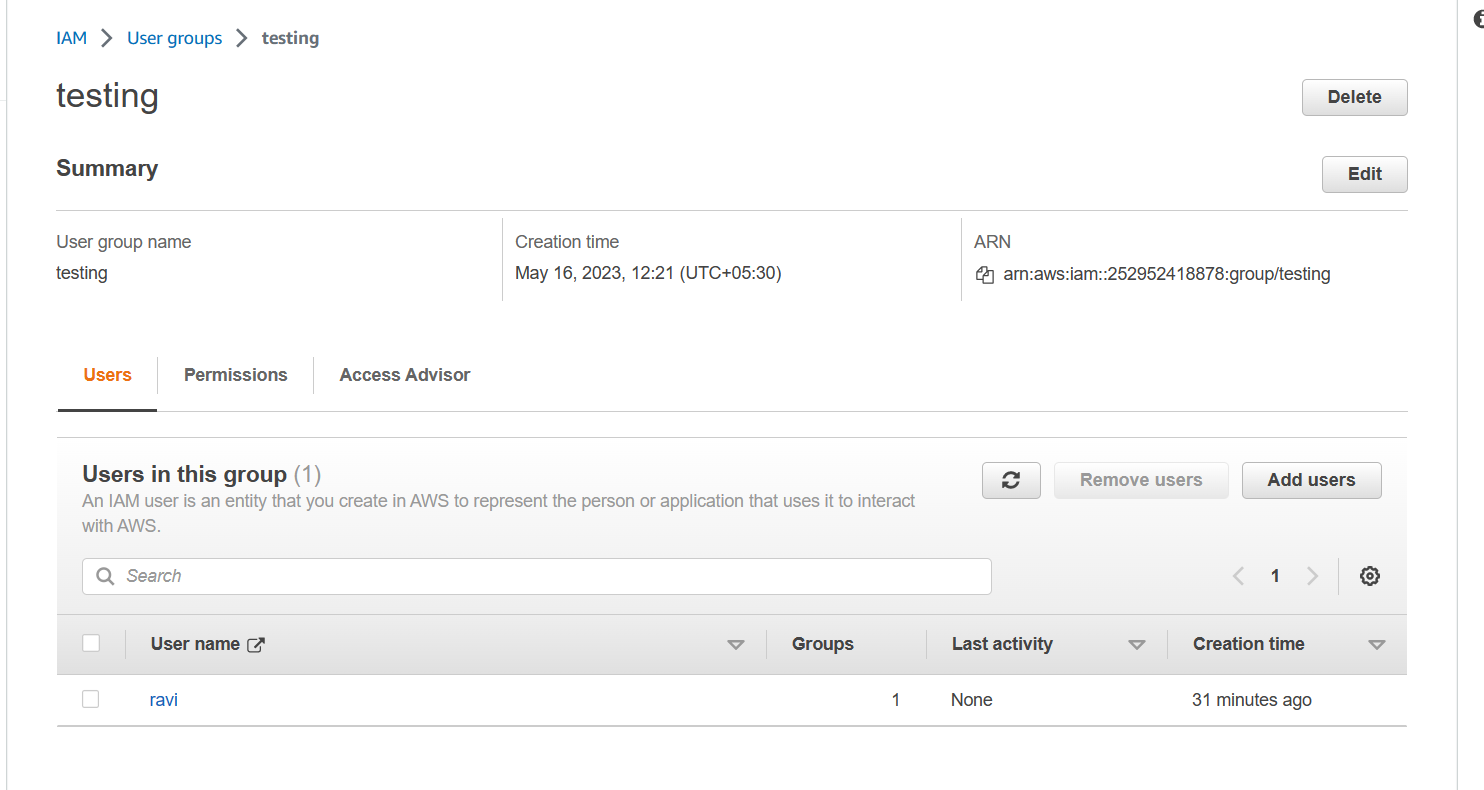 IAM > User groups > testing
testing
Delete
Summary
Edit
User group name
testing
Creation time
May 16, 2023, 12:21 (UTC+05:30)
ARN
arn:aws:iam::252952418878:group/testing
Users
Permissions
Access Advisor
Users in this group (1)
An IAM user is an entity that you create in AWS to represent the person or application that uses it to interact
with AWS.
Remove users
Add users
Search
1
User name
Groups
Last activity
Creation time
ravi
1
None
31 minutes ago